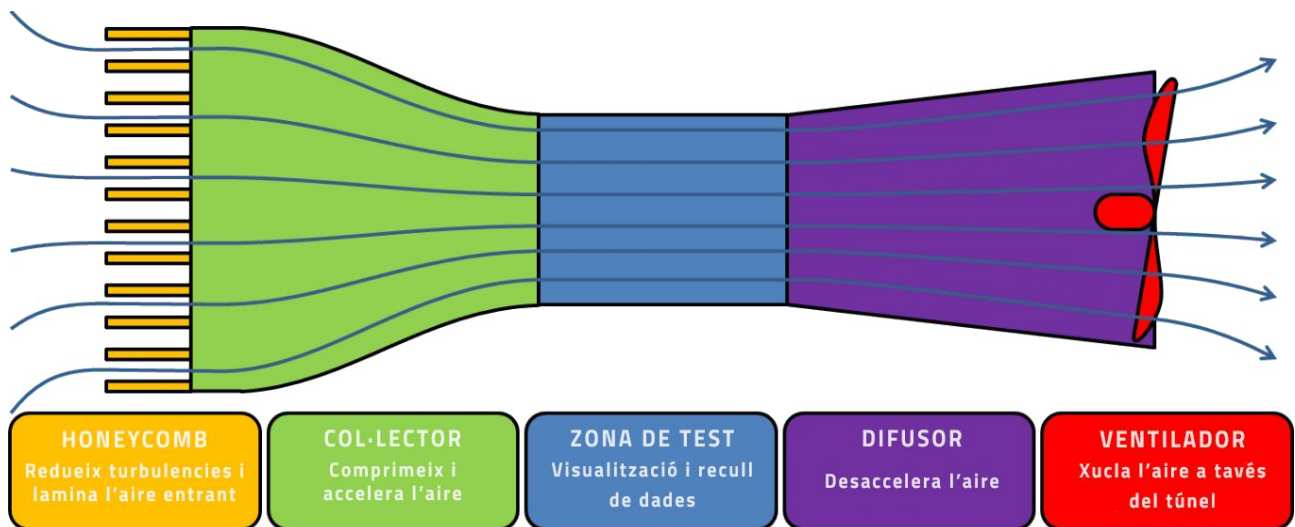 HONEYCOMB
Redueix turbulencies i
lamina l'aire entrant
COL·LECTOR
Comprimeix i
accelera l'aire
ZONA DE TEST
Visualització i recull
de dades
DIFUSOR
Desaccelera l'aire
VENTILADOR
Xucla l'aire a tavés
del túnel